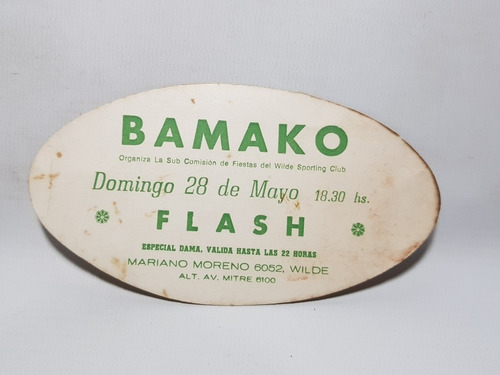 BAMAKO
Organiza La Sub Comisión de Fiestas del Wilde Sporting Club
Domingo 28 de Mayo 18.30 hs.
FLASH
ESPECIAL DAMA, VALIDA HASTA LAS 22 HORAS
MARIANO MORENO 6052, WILDE
ALT. AV. MITRE 6100